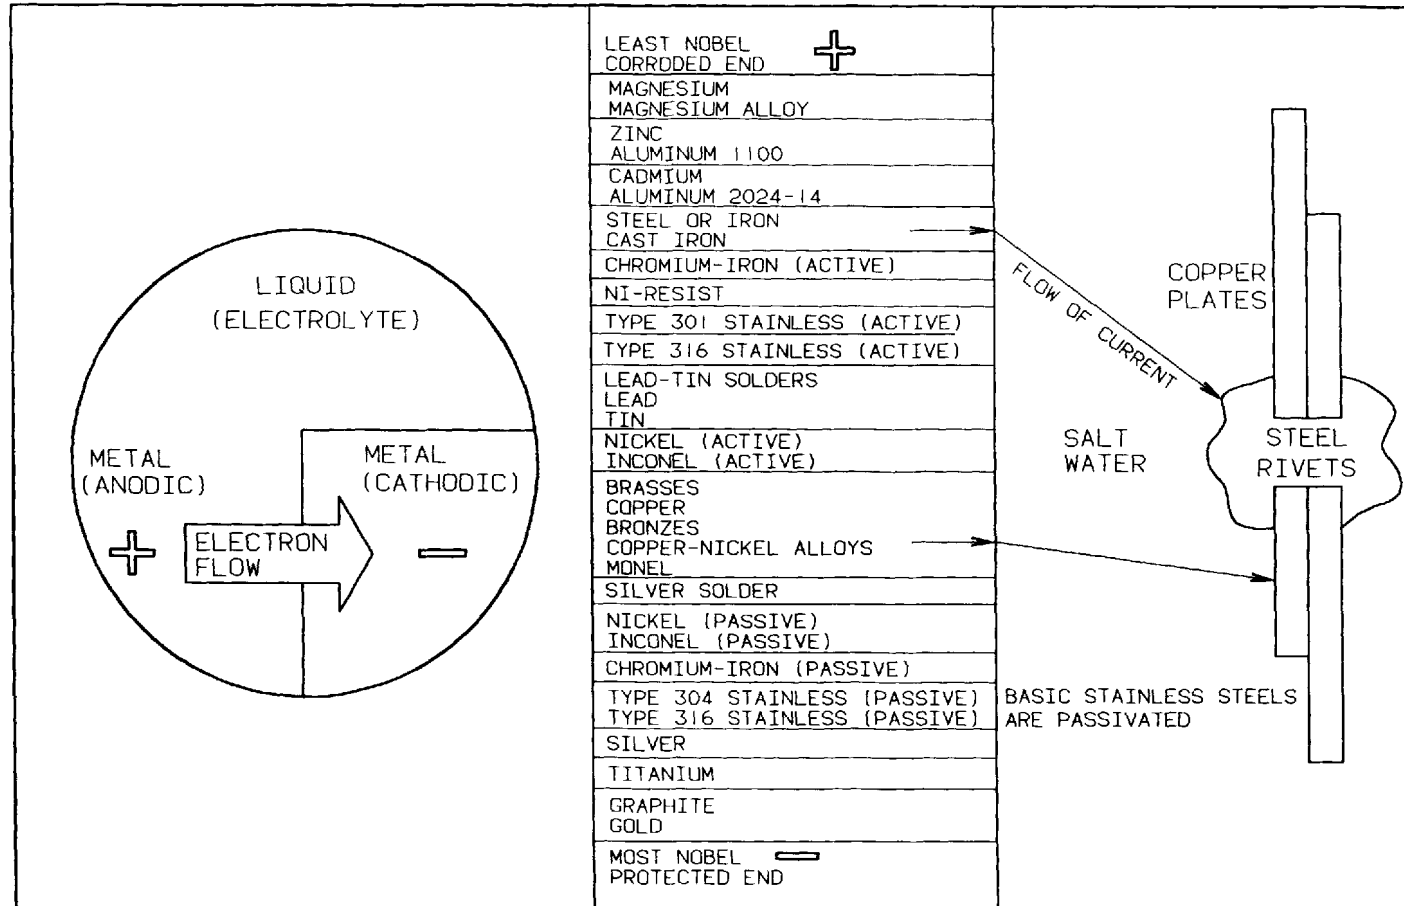 LIQUID
(ELECTROLYTE)
METAL
(ANODIC)
METAL
(CATHODIC)
+
ELECTRON
FLOW
−
LEAST NOBEL +
CORRODED END
MAGNESIUM
MAGNESIUM ALLOY
ZINC
ALUMINUM 1100
CADMIUM
ALUMINUM 2024-14
STEEL OR IRON
CAST IRON
CHROMIUM-IRON (ACTIVE)
NI-RESIST
TYPE 301 STAINLESS (ACTIVE)
TYPE 316 STAINLESS (ACTIVE)
LEAD-TIN SOLDERS
LEAD
TIN
NICKEL (ACTIVE)
INCONEL (ACTIVE)
BRASSES
COPPER
BRONZES
COPPER-NICKEL ALLOYS
MONEL
SILVER SOLDER
NICKEL (PASSIVE)
INCONEL (PASSIVE)
CHROMIUM-IRON (PASSIVE)
TYPE 304 STAINLESS (PASSIVE)
TYPE 316 STAINLESS (PASSIVE)
SILVER
TITANIUM
GRAPHITE
GOLD
MOST NOBEL −
PROTECTED END
FLOW OF CURRENT
COPPER
PLATES
SALT
WATER
STEEL
RIVETS
BASIC STAINLESS STEELS
ARE PASSIVATED